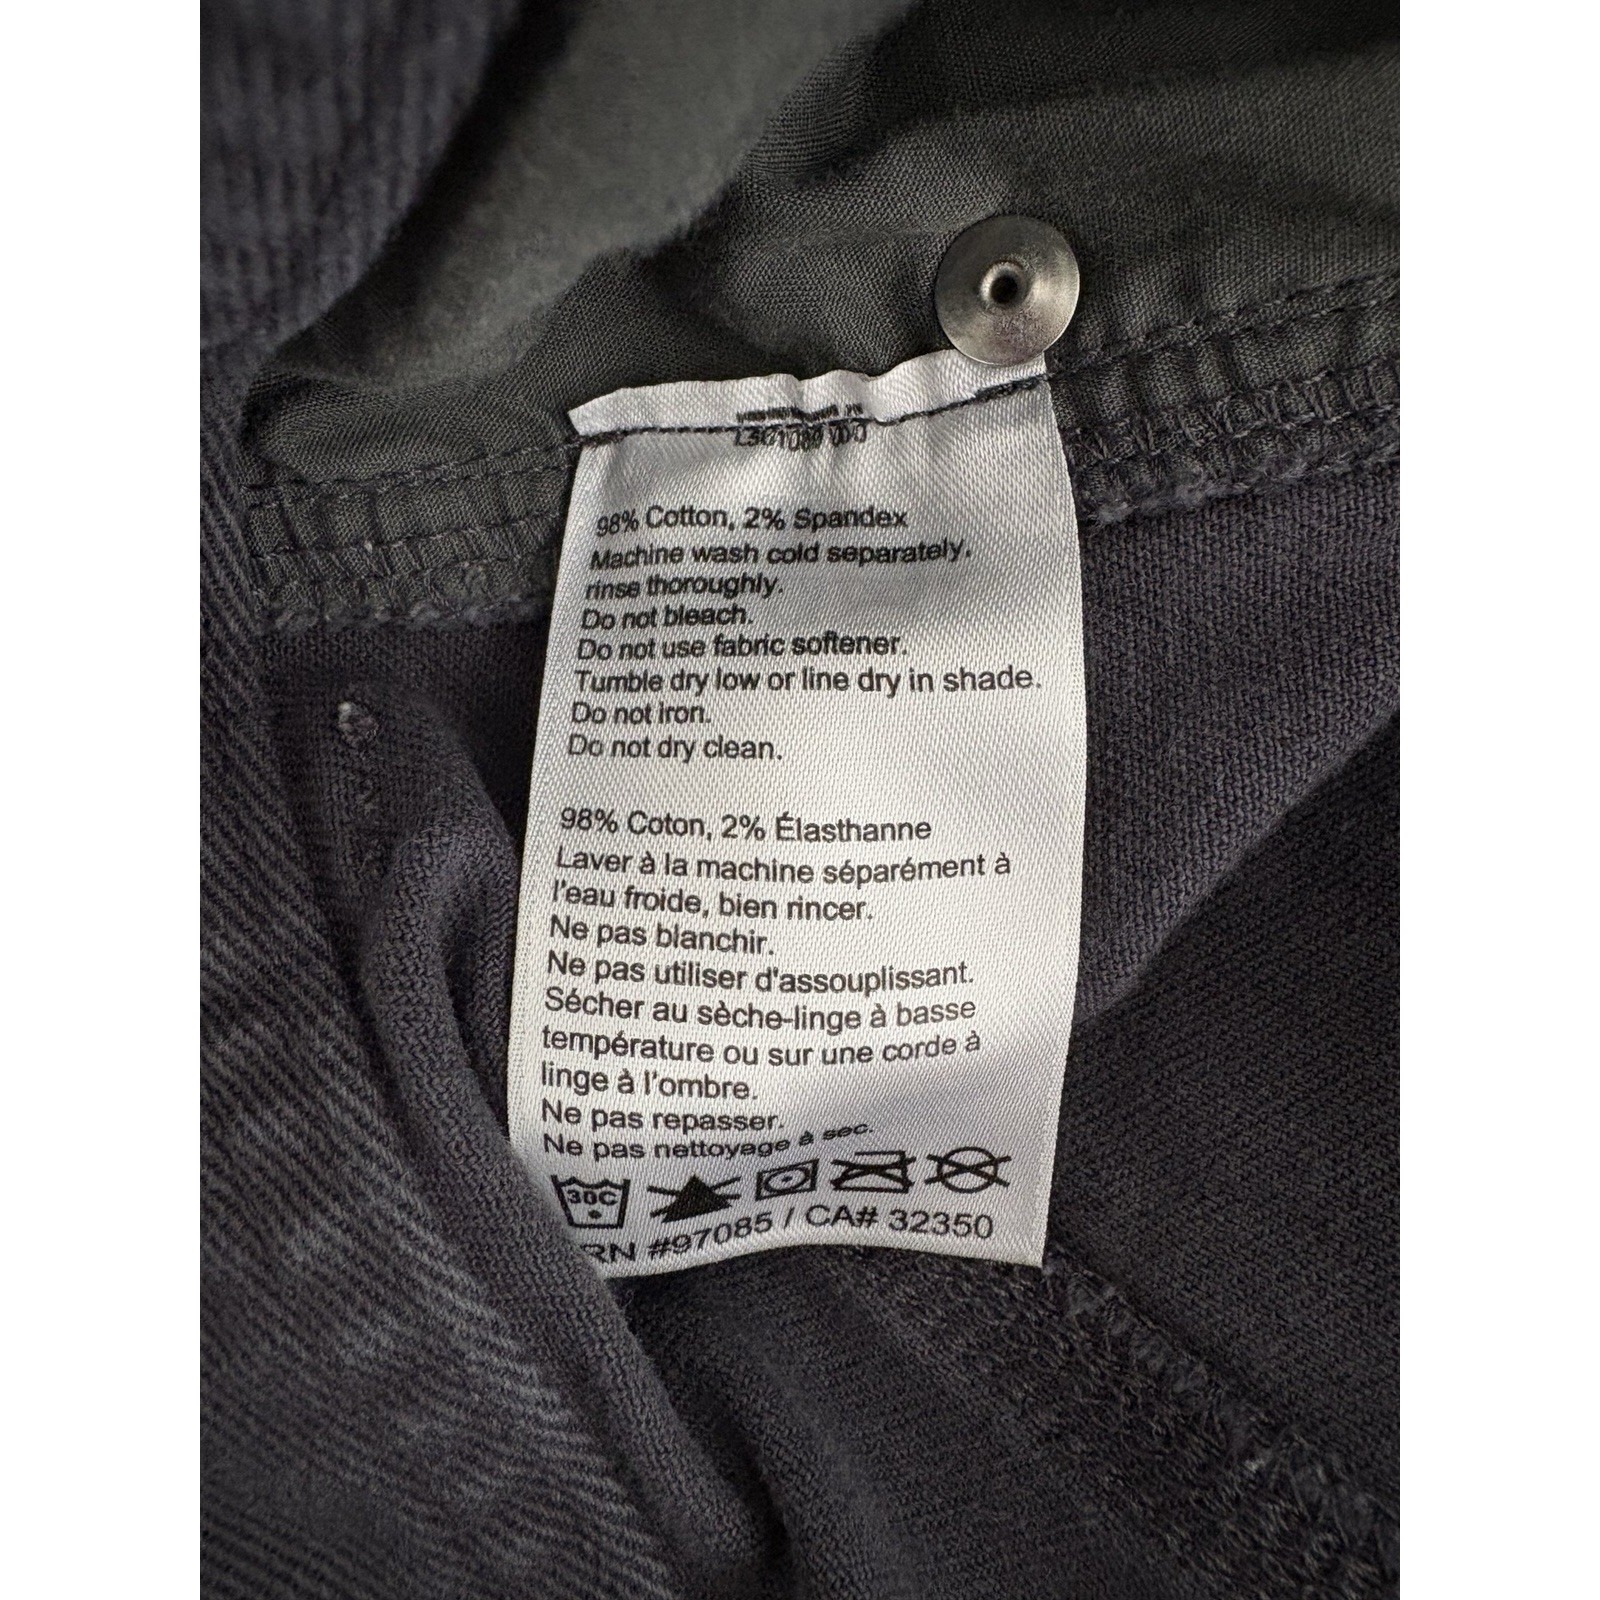 98% Cotton, 2% Spandex
Machine wash cold separately,
rinse thoroughly.
Do not bleach.
Do not use fabric softener.
Tumble dry low or line dry in shade.
Do not iron.
Do not dry clean.
98% Coton, 2% Élasthanne
Laver à la machine séparément à
l'eau froide, bien rincer.
Ne pas blanchir.
Ne pas utiliser d'assouplissant.
Sécher au sèche-linge à basse
température ou sur une corde à
linge à l'ombre.
Ne pas repasser.
Ne pas nettoyage à sec.
30C
RN #97085 / CA# 32350